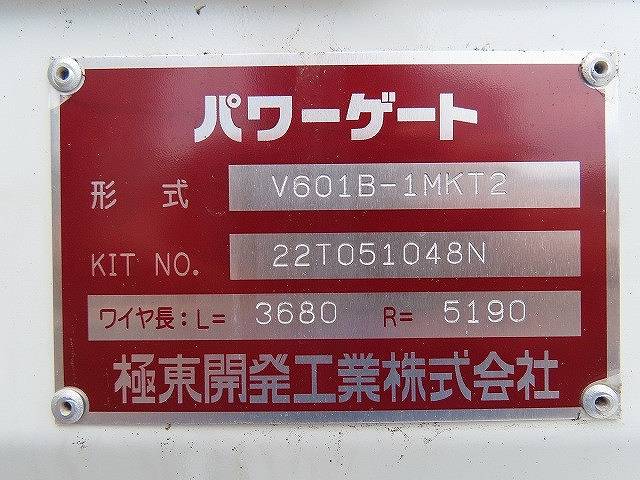 パワーゲート
形式 V601B-1MKT2
KIT NO. 22T051048N
ワイヤ長:L= 3680 R= 5190
極東開発工業株式会社